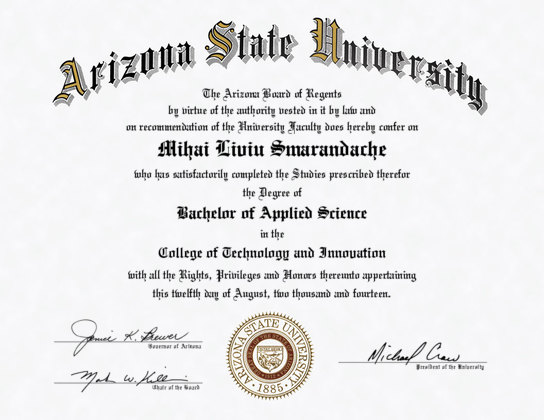 Arizona State University
The Arizona Board of Regents
by virtue of the authority vested in it by law and
on recommendation of the University Faculty does hereby confer on
Mihai Liviu Smarandache
who has satisfactorily completed the Studies prescribed therefor
the Degree of
Bachelor of Applied Science
in the
College of Technology and Innovation
with all the Rights, Privileges and Honors thereunto appertaining
this twelfth day of August, two thousand and fourteen.
Janice K. Brewer
Governor of Arizona
Mark W. Killian
Chair of the Board
ARIZONA STATE UNIVERSITY
1885
Michael Crow
President of the University